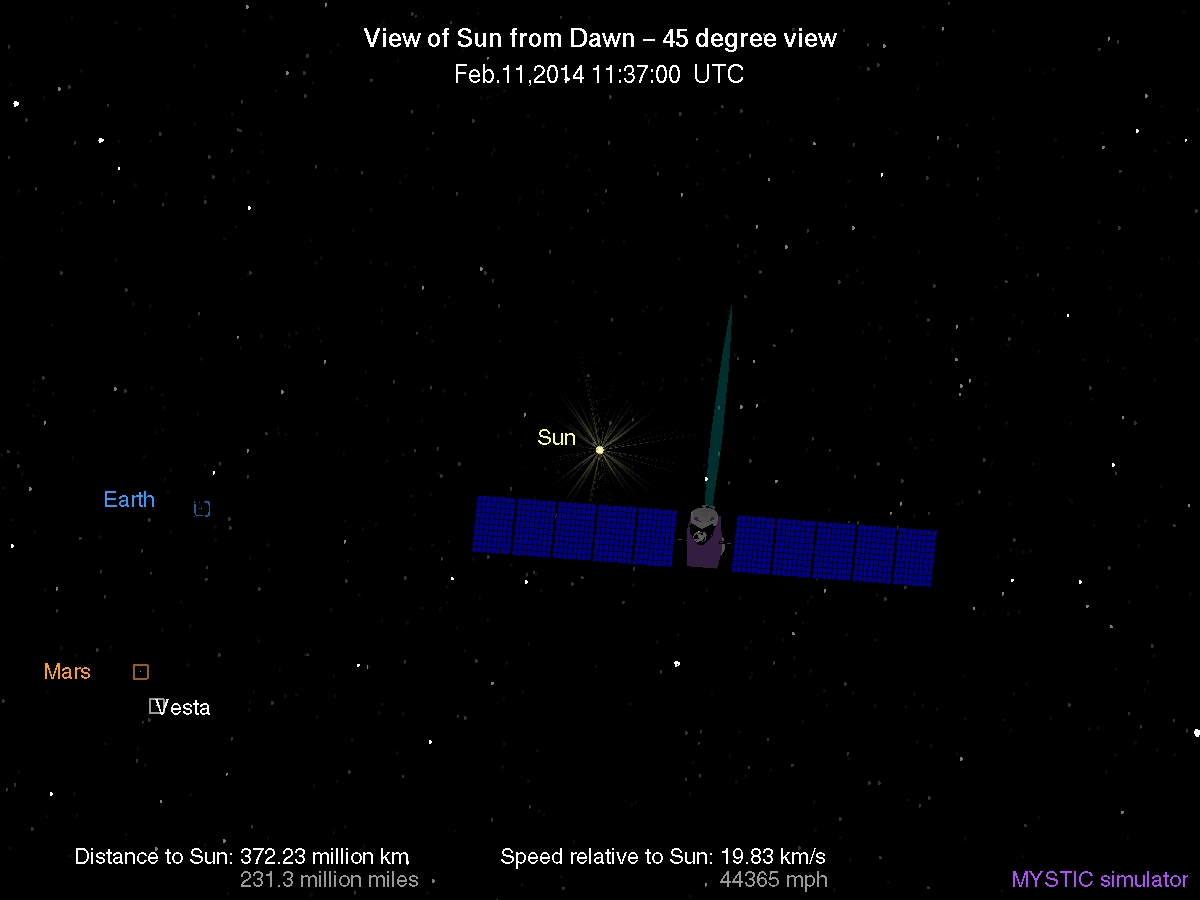 View of Sun from Dawn – 45 degree view
Feb.11,2014 11:37:00 UTC
Sun
Earth
Mars
Vesta
Distance to Sun: 372.23 million km
231.3 million miles
Speed relative to Sun: 19.83 km/s
44365 mph
MYSTIC simulator